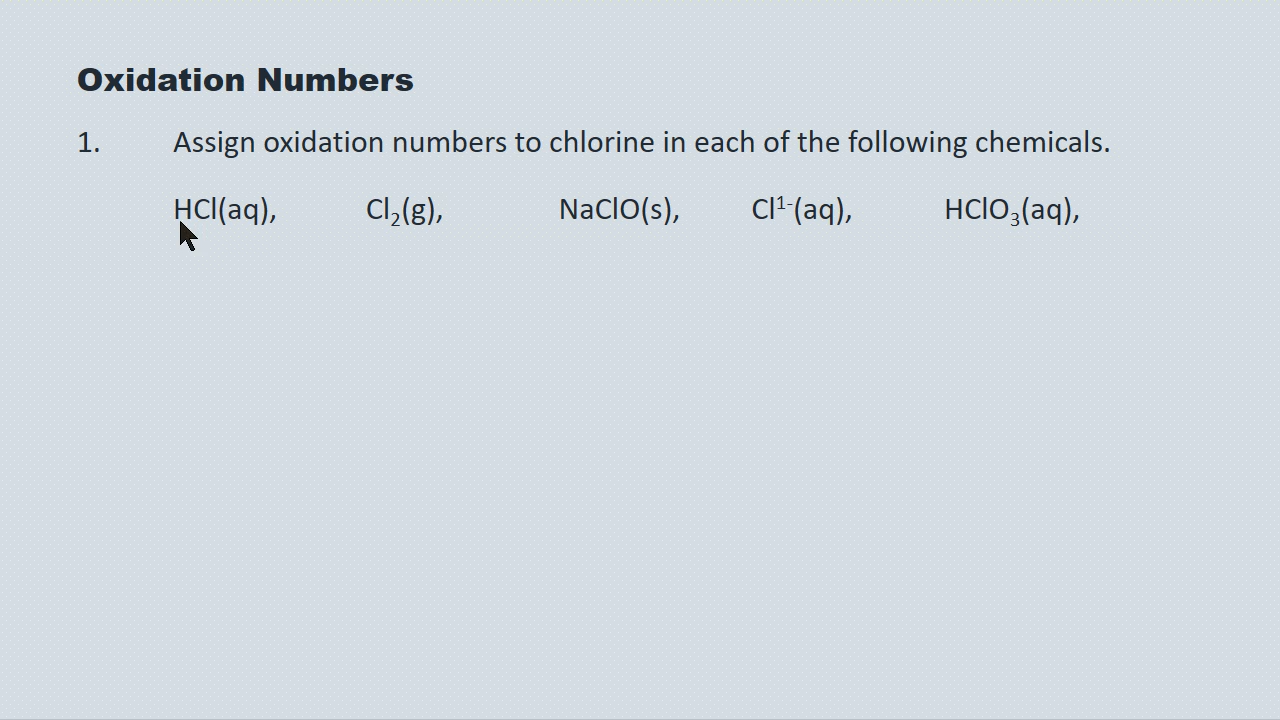 Oxidation Numbers
1. Assign oxidation numbers to chlorine in each of the following chemicals.
HCl(aq), Cl₂(g), NaClO(s), Cl¹⁻(aq), HClO₃(aq),